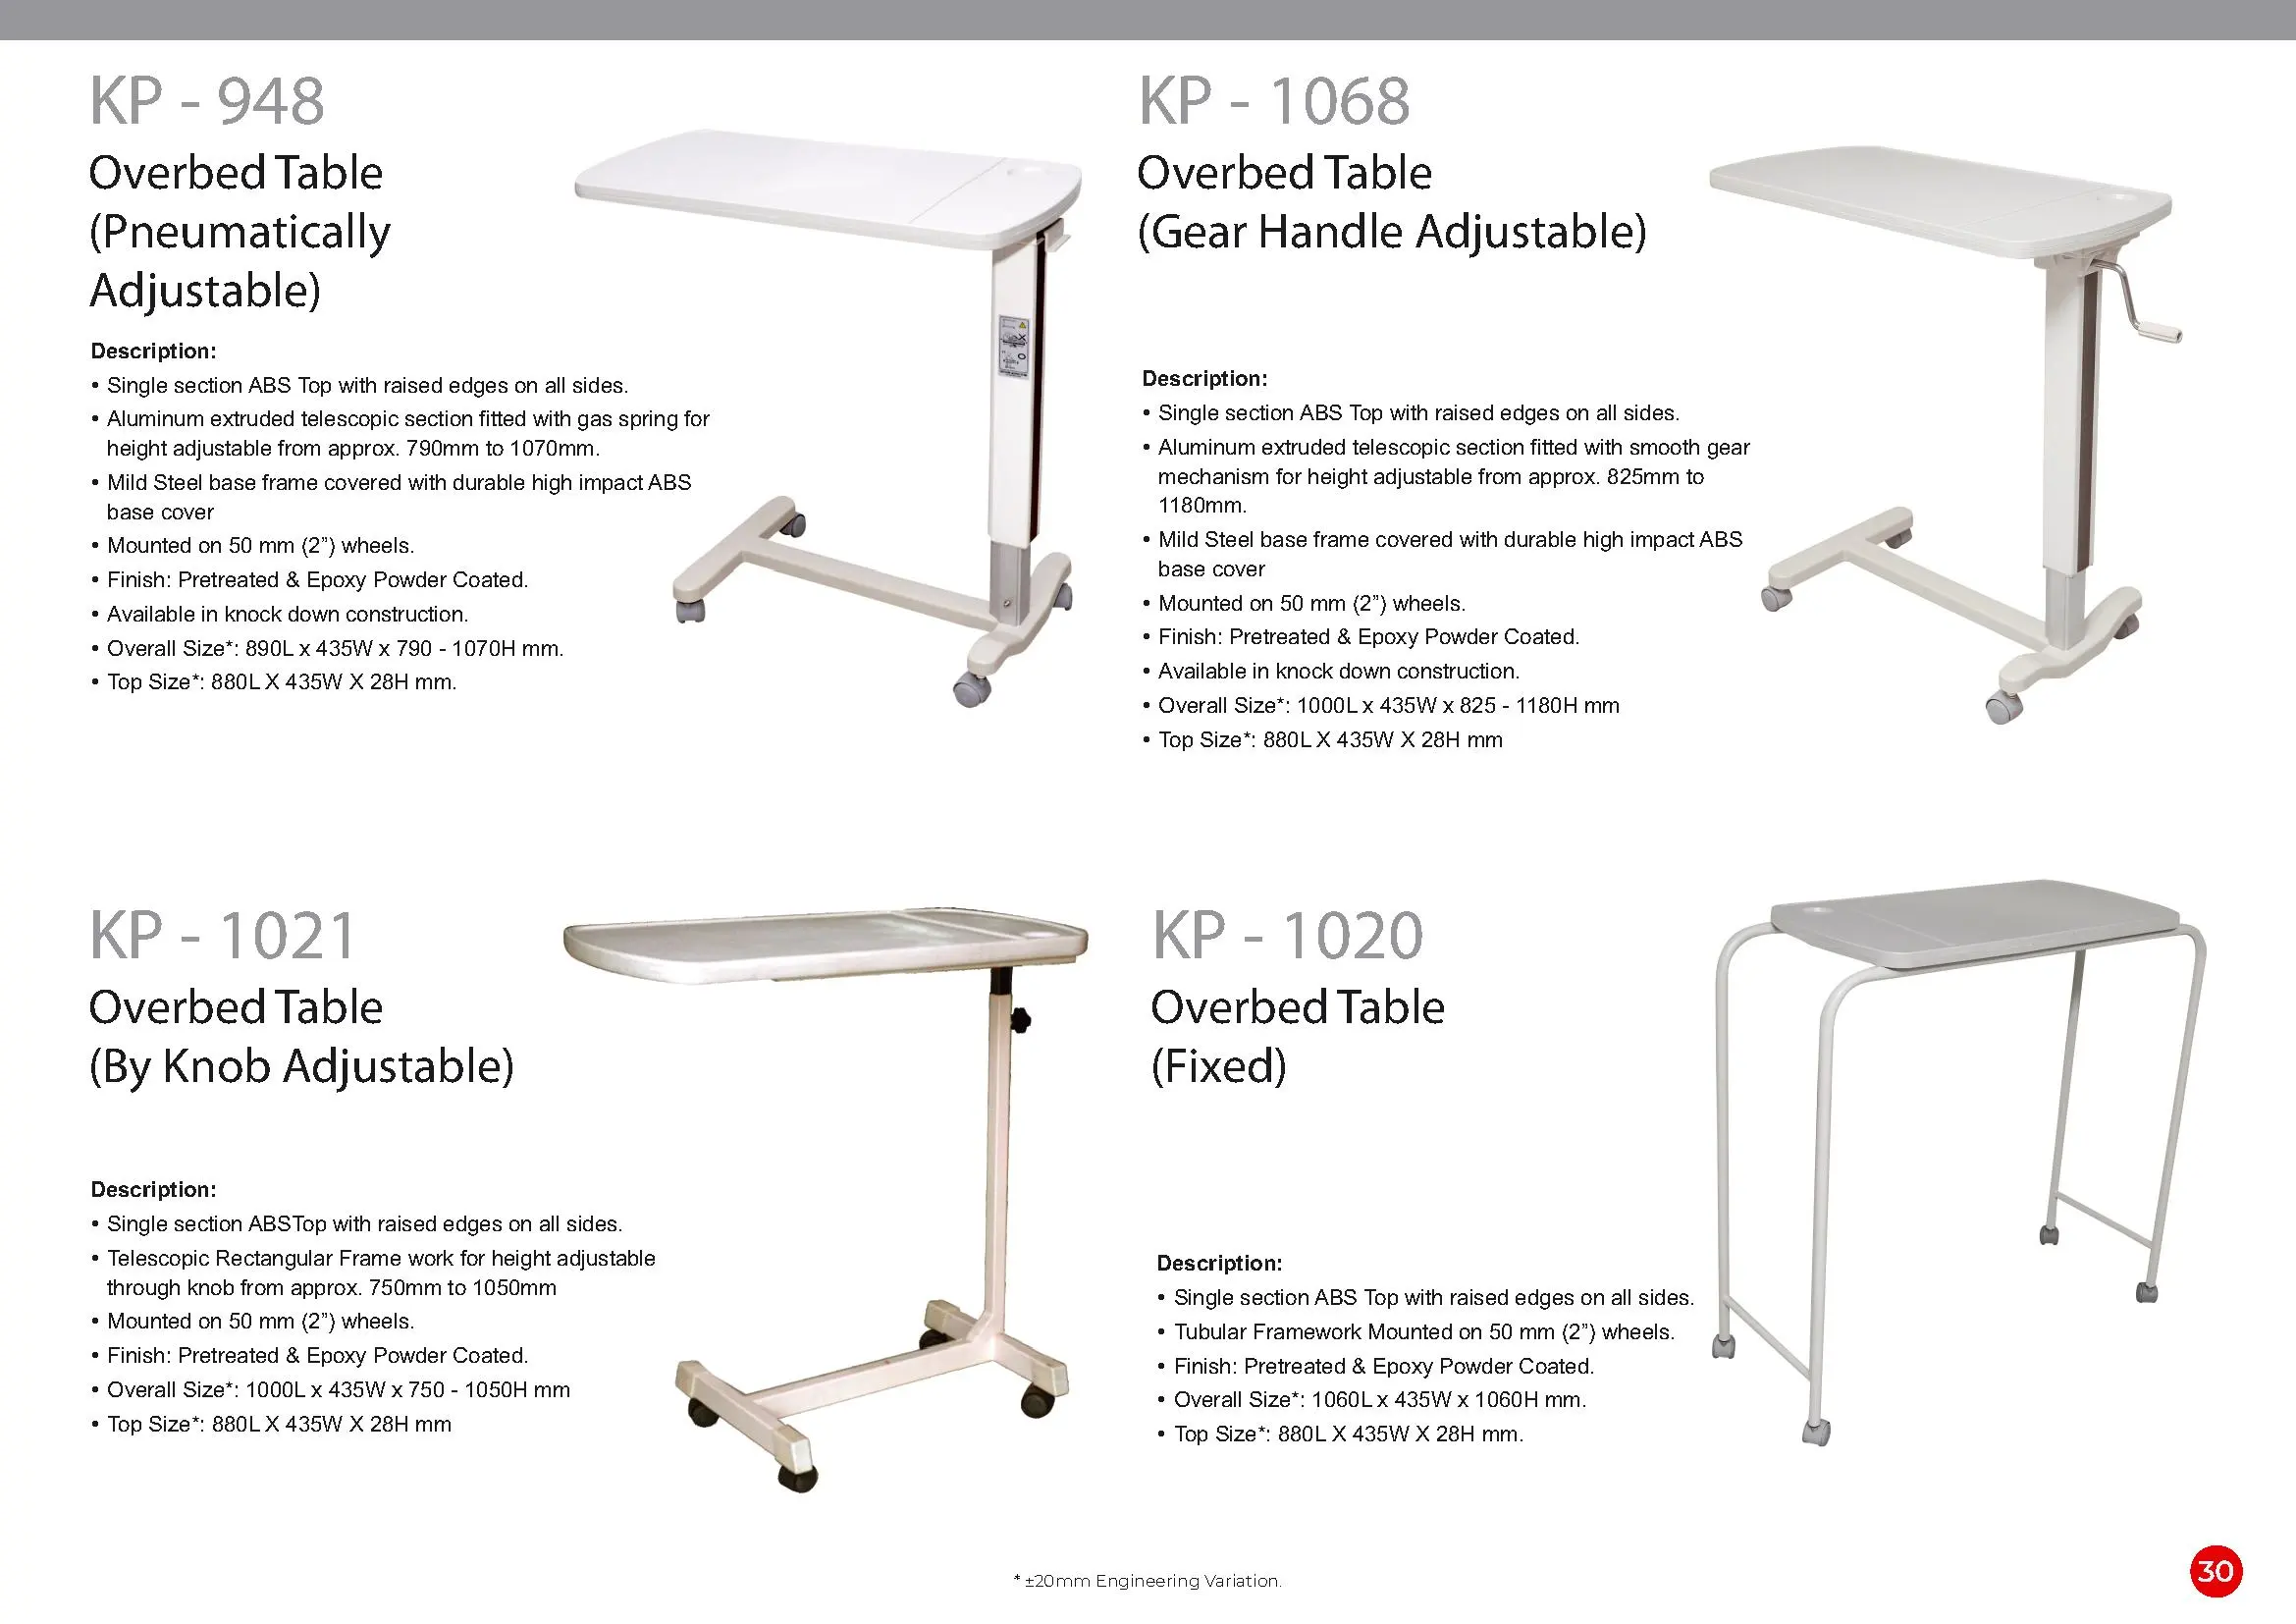 KP - 948
Overbed Table
(Pneumatically
Adjustable)
Description:
• Single section ABS Top with raised edges on all sides.
• Aluminum extruded telescopic section fitted with gas spring for
height adjustable from approx. 790mm to 1070mm.
• Mild Steel base frame covered with durable high impact ABS
base cover
• Mounted on 50 mm (2”) wheels.
• Finish: Pretreated & Epoxy Powder Coated.
• Available in knock down construction.
• Overall Size*: 890L x 435W x 790 - 1070H mm.
• Top Size*: 880L X 435W X 28H mm.
KP - 1068
Overbed Table
(Gear Handle Adjustable)
Description:
• Single section ABS Top with raised edges on all sides.
• Aluminum extruded telescopic section fitted with smooth gear
mechanism for height adjustable from approx. 825mm to
1180mm.
• Mild Steel base frame covered with durable high impact ABS
base cover
• Mounted on 50 mm (2”) wheels.
• Finish: Pretreated & Epoxy Powder Coated.
• Available in knock down construction.
• Overall Size*: 1000L x 435W x 825 - 1180H mm
• Top Size*: 880L X 435W X 28H mm
KP - 1021
Overbed Table
(By Knob Adjustable)
Description:
• Single section ABSTop with raised edges on all sides.
• Telescopic Rectangular Frame work for height adjustable
through knob from approx. 750mm to 1050mm
• Mounted on 50 mm (2”) wheels.
• Finish: Pretreated & Epoxy Powder Coated.
• Overall Size*: 1000L x 435W x 750 - 1050H mm
• Top Size*: 880L X 435W X 28H mm
KP - 1020
Overbed Table
(Fixed)
Description:
• Single section ABS Top with raised edges on all sides.
• Tubular Framework Mounted on 50 mm (2”) wheels.
• Finish: Pretreated & Epoxy Powder Coated.
• Overall Size*: 1060L x 435W x 1060H mm.
• Top Size*: 880L X 435W X 28H mm.
* ±20mm Engineering Variation.
30